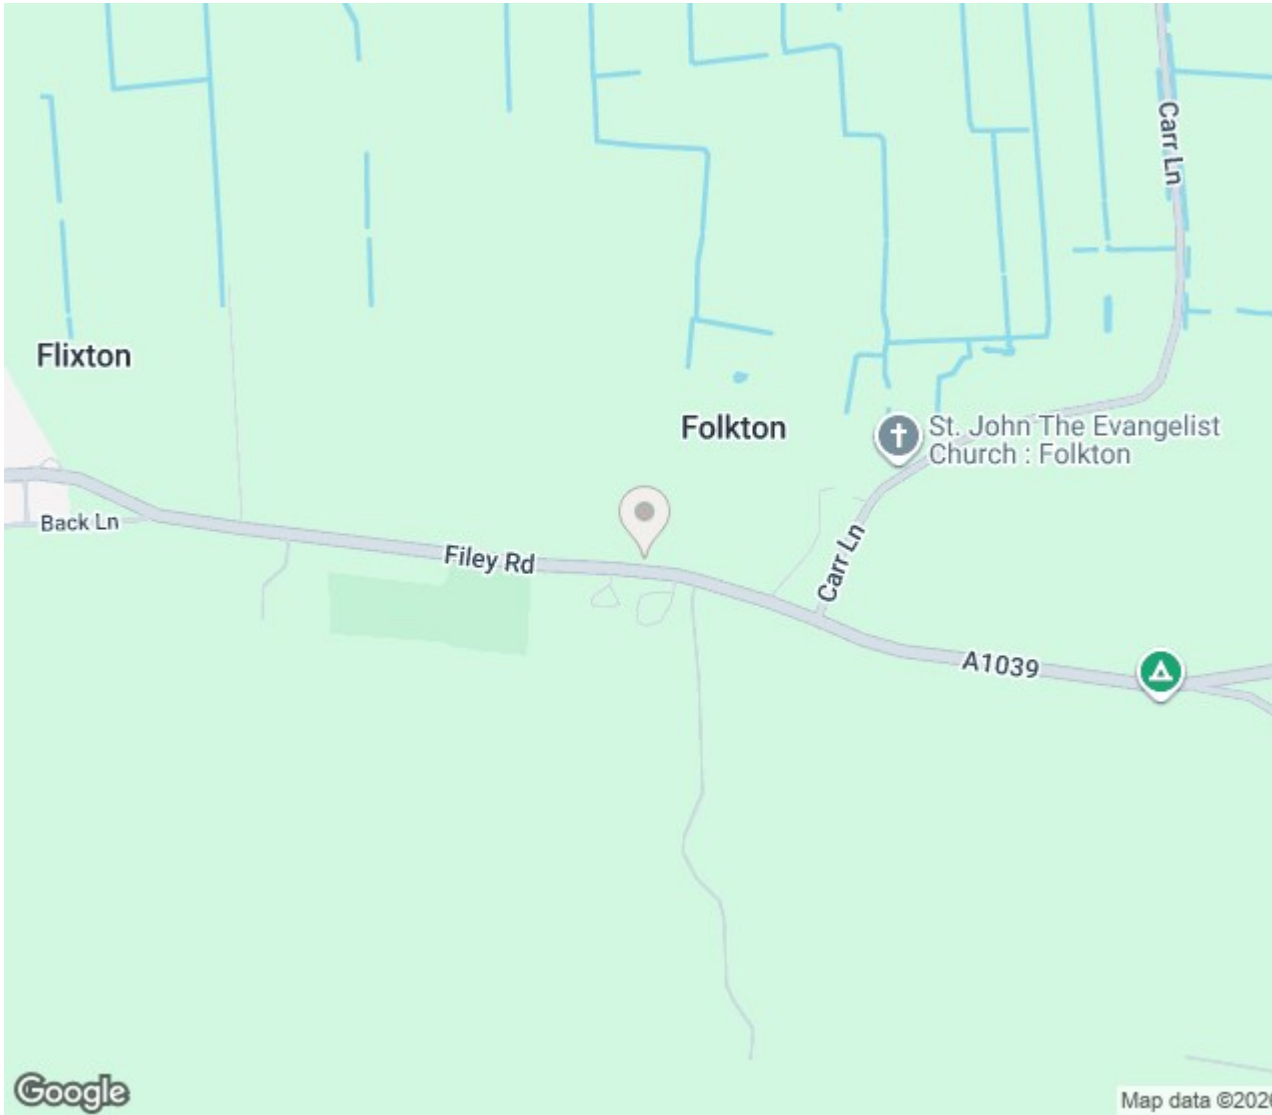 Carr Ln
Flixton
Folkton
St. John The Evangelist
Church : Folkton
Back Ln
Filey Rd
Carr Ln
A1039
Google
Map data ©2026